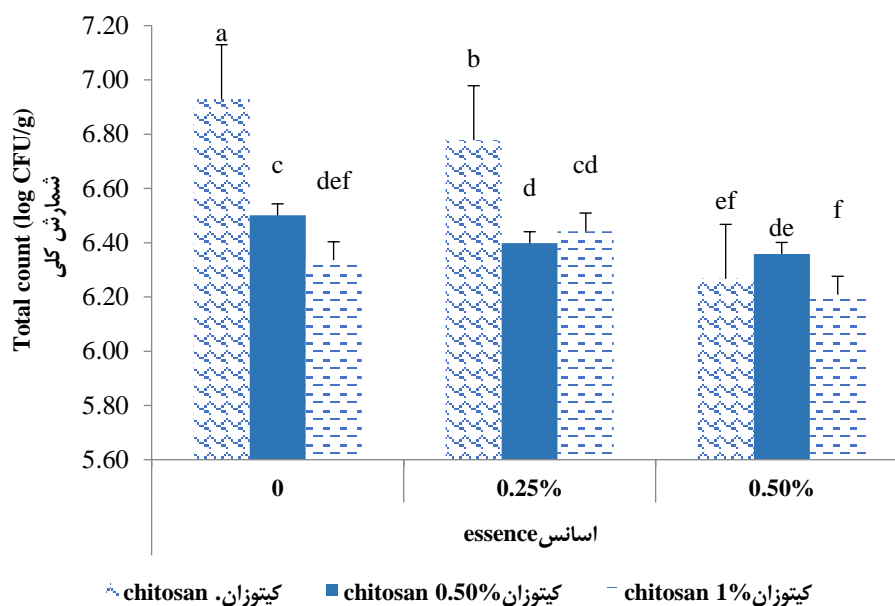 Total count (log CFU/g)
شمارش کلی
7.20
7.00
6.80
6.60
6.40
6.20
6.00
5.80
5.60
a
c
def
b
d
cd
ef
de
f
0
0.25%
0.50%
essence اسانس
chitosan کیتوزان.
chitosan 0.50% کیتوزان
chitosan 1% کیتوزان